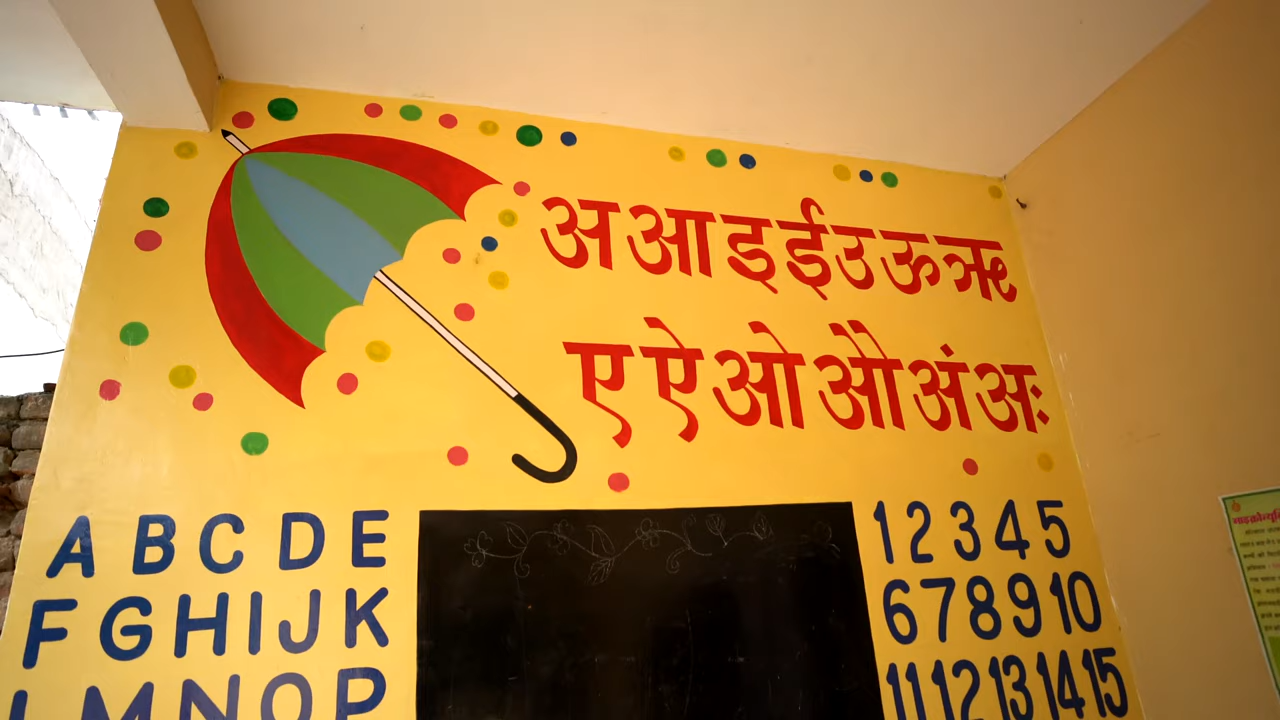 अ आ इ ई उ ऊ ऋ
ए ऐ ओ औ अं अः
A B C D E
F G H I J K
L M N O P
1 2 3 4 5
6 7 8 9 10
11 12 13 14 15